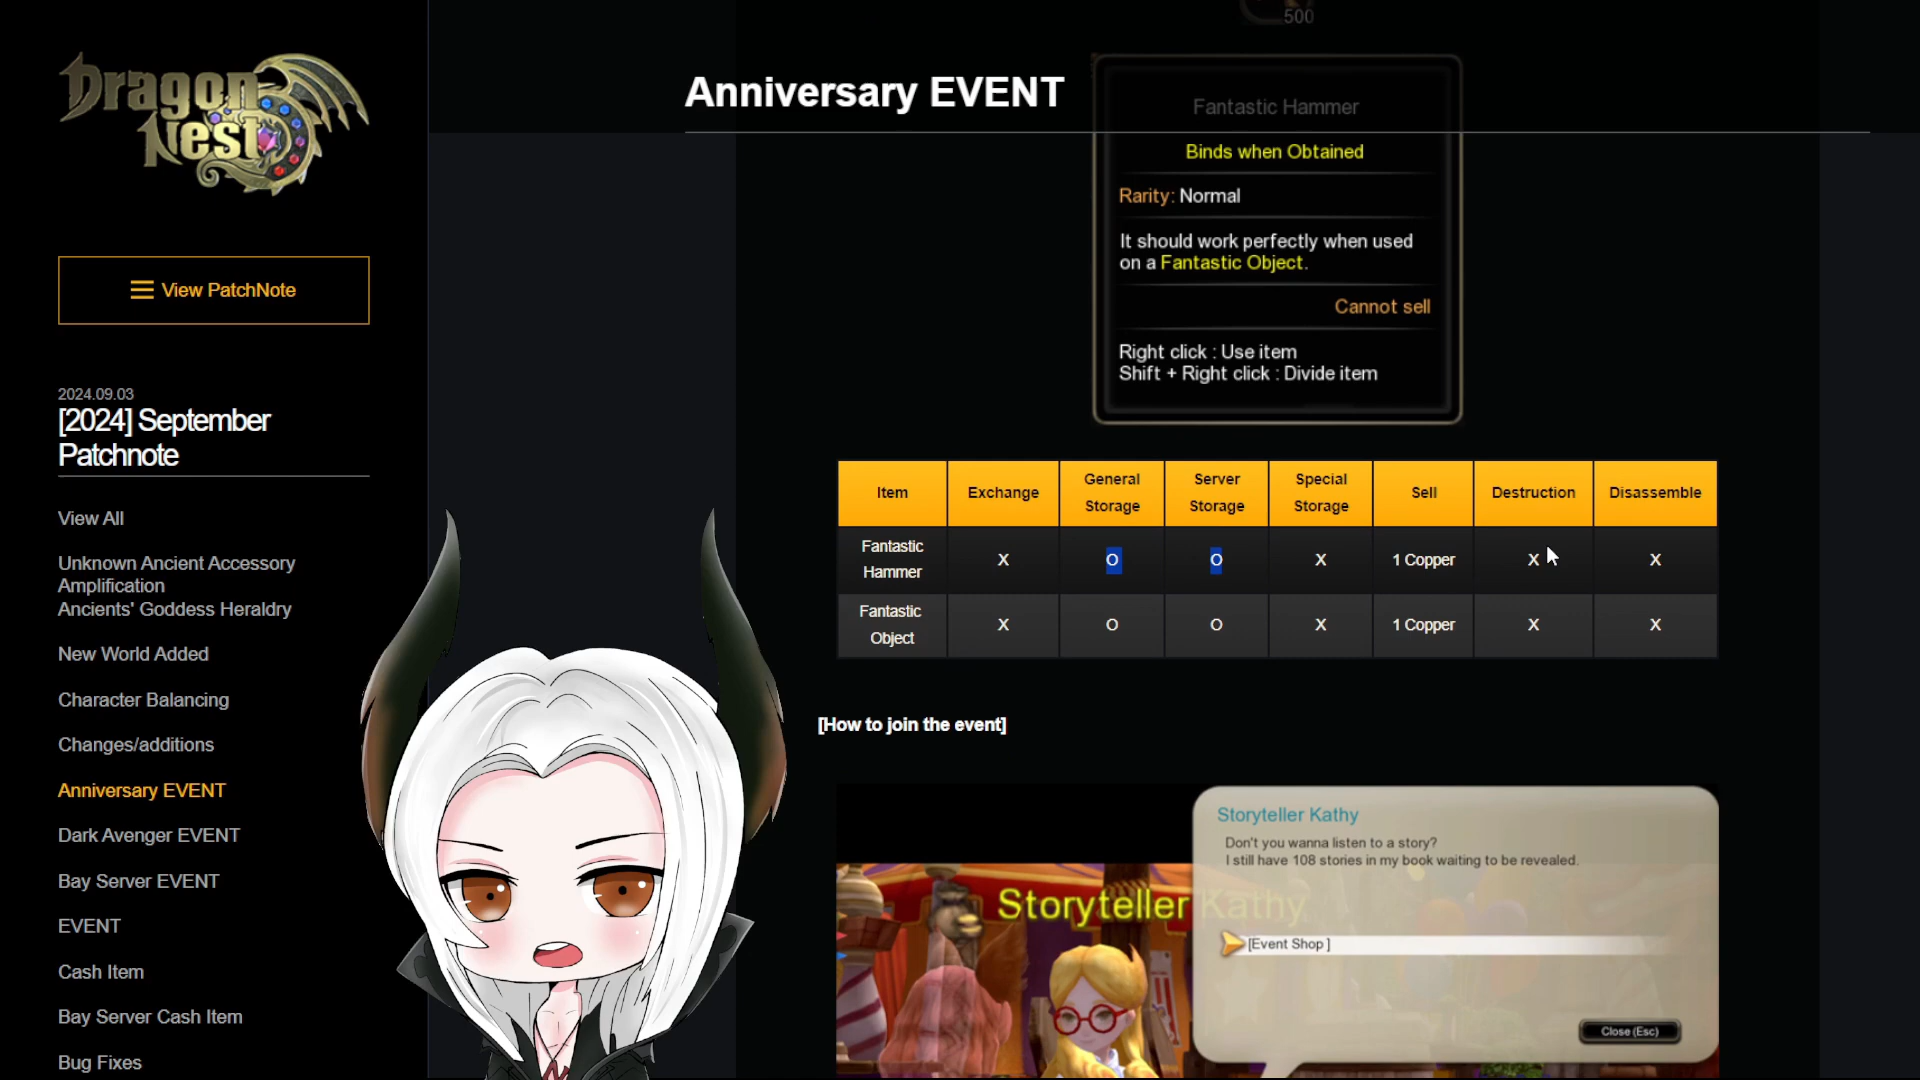 Dragon
Nest
View PatchNote
2024.09.03
[2024] September
Patchnote
View All
Unknown Ancient Accessory
Amplification
Ancients' Goddess Heraldry
New World Added
Character Balancing
Changes/additions
Anniversary EVENT
Dark Avenger EVENT
Bay Server EVENT
EVENT
Cash Item
Bay Server Cash Item
Bug Fixes
500
Anniversary EVENT
Fantastic Hammer
Binds when Obtained
Rarity: Normal
It should work perfectly when used
on a Fantastic Object.
Cannot sell
Right click : Use item
Shift + Right click : Divide item
Item Exchange General Storage Server Storage Special Storage Sell Destruction Disassemble
Fantastic Hammer X O O X 1 Copper X X
Fantastic Object X O O X 1 Copper X X
[How to join the event]
Storyteller Kathy
Storyteller Kathy
Don't you wanna listen to a story?
I still have 108 stories in my book waiting to be revealed.
[Event Shop ]
Close (Esc)